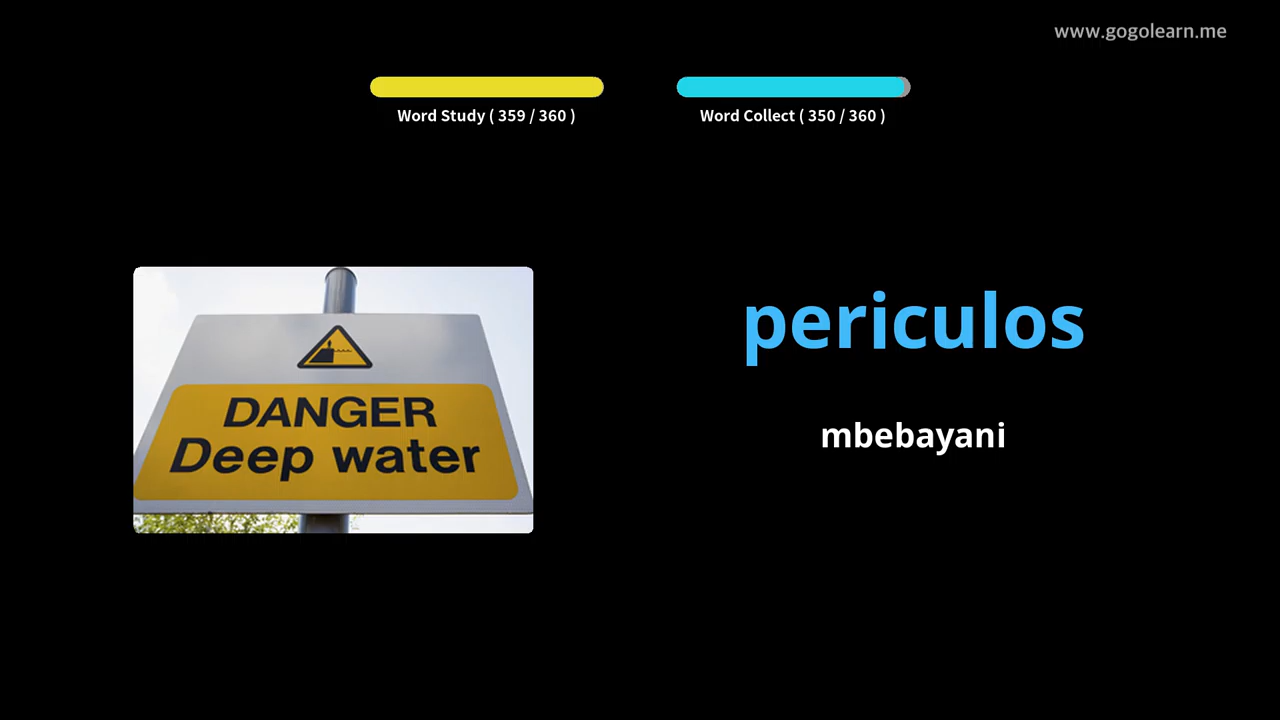 www.gogolearn.me
Word Study ( 359 / 360 )
Word Collect ( 350 / 360 )
DANGER
Deep water
periculos
mbebayani